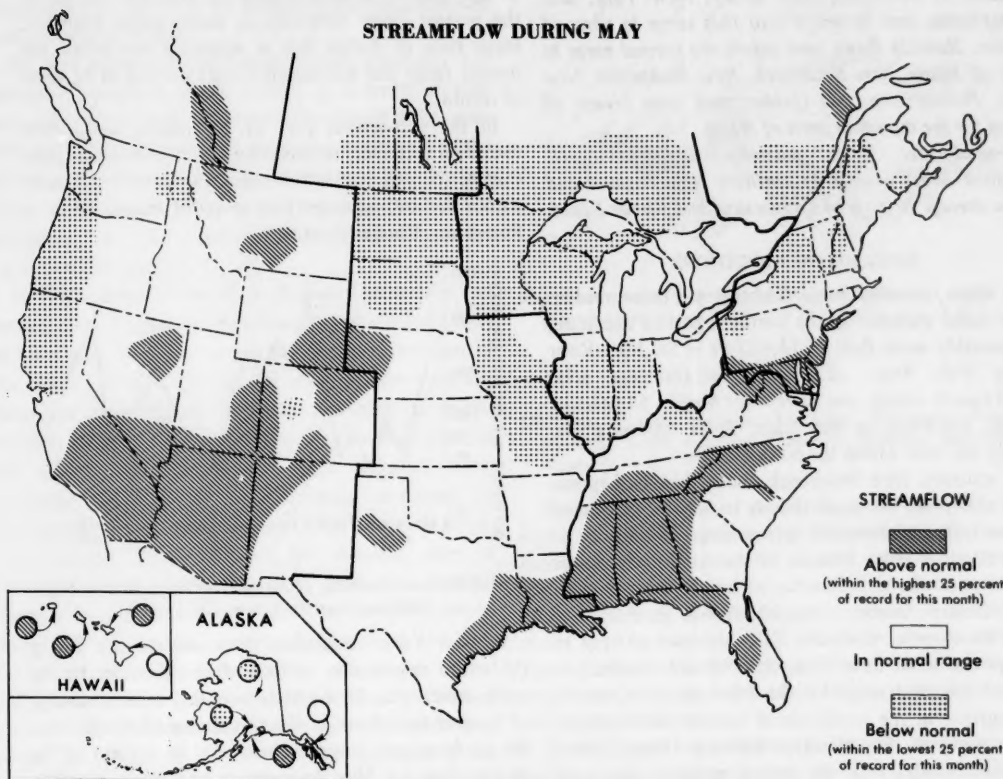 STREAMFLOW DURING MAY
STREAMFLOW
Above normal
(within the highest 25 percent
of record for this month)
In normal range
Below normal
(within the lowest 25 percent
of record for this month)
ALASKA
HAWAII